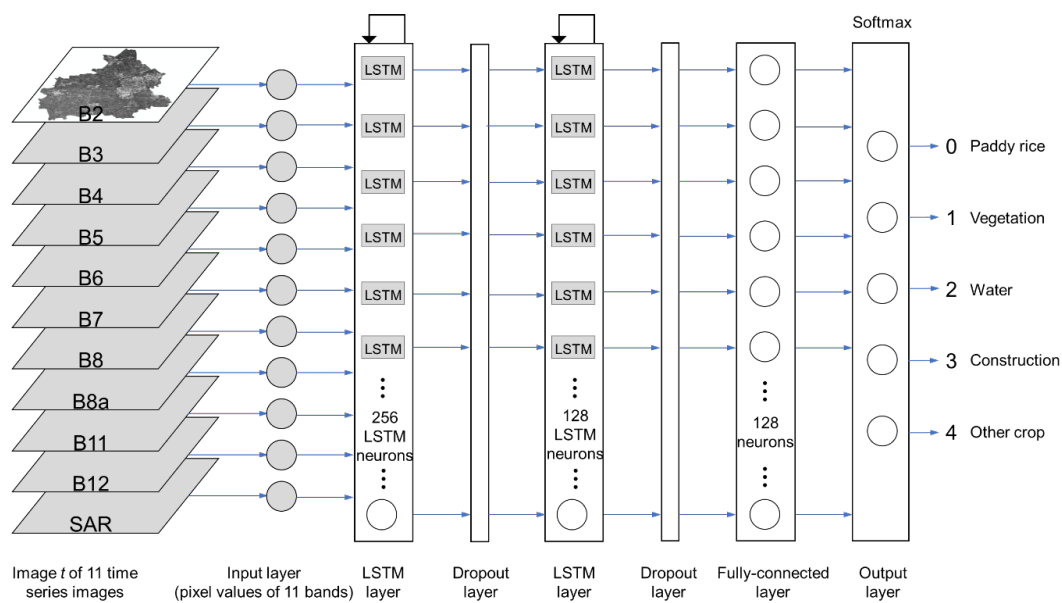 Softmax
B2
B3
B4
B5
B6
B7
B8
B8a
B11
B12
SAR
LSTM
LSTM
LSTM
LSTM
LSTM
LSTM
256
LSTM
neurons
LSTM
LSTM
LSTM
LSTM
LSTM
LSTM
128
LSTM
neurons
128
neurons
0 Paddy rice
1 Vegetation
2 Water
3 Construction
4 Other crop
Image t of 11 time
series images
Input layer
(pixel values of 11 bands)
LSTM
layer
Dropout
layer
LSTM
layer
Dropout
layer
Fully-connected
layer
Output
layer